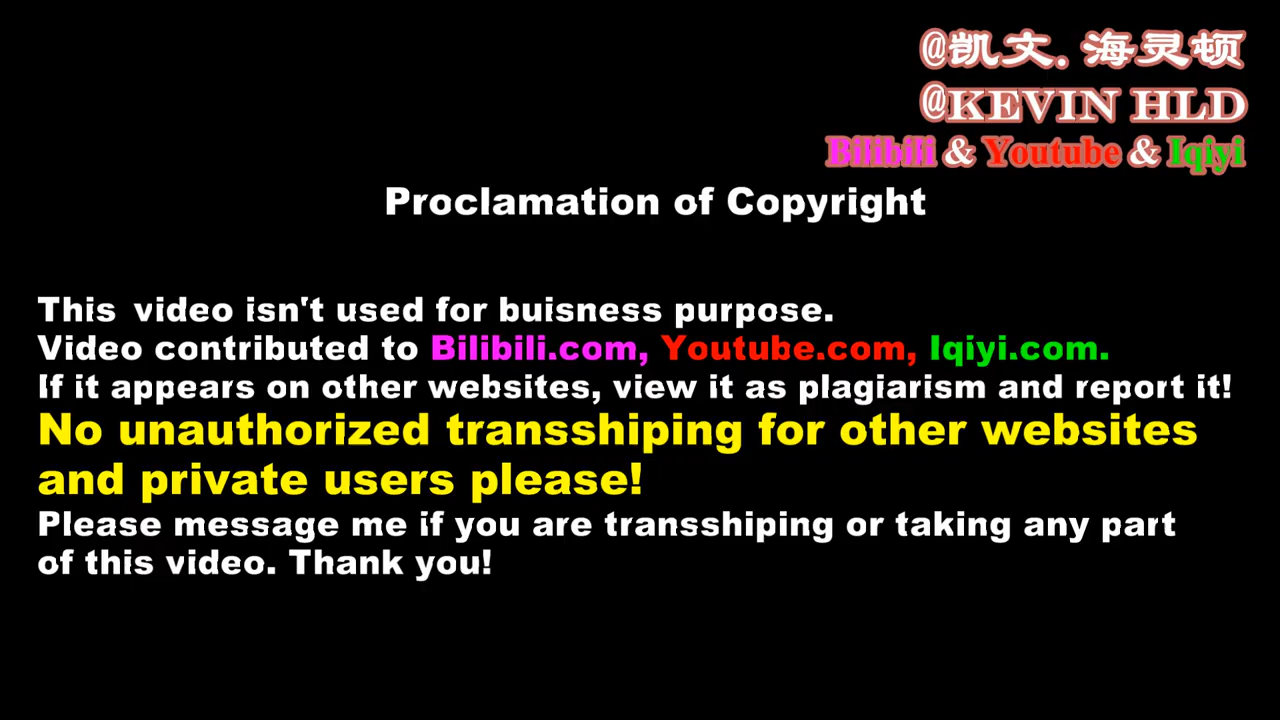 @凯文.海灵顿
@KEVIN HLD
Bilibili & Youtube & Iqiyi
Proclamation of Copyright
This video isn't used for buisness purpose.
Video contributed to Bilibili.com, Youtube.com, Iqiyi.com.
If it appears on other websites, view it as plagiarism and report it!
No unauthorized transshiping for other websites
and private users please!
Please message me if you are transshiping or taking any part
of this video. Thank you!